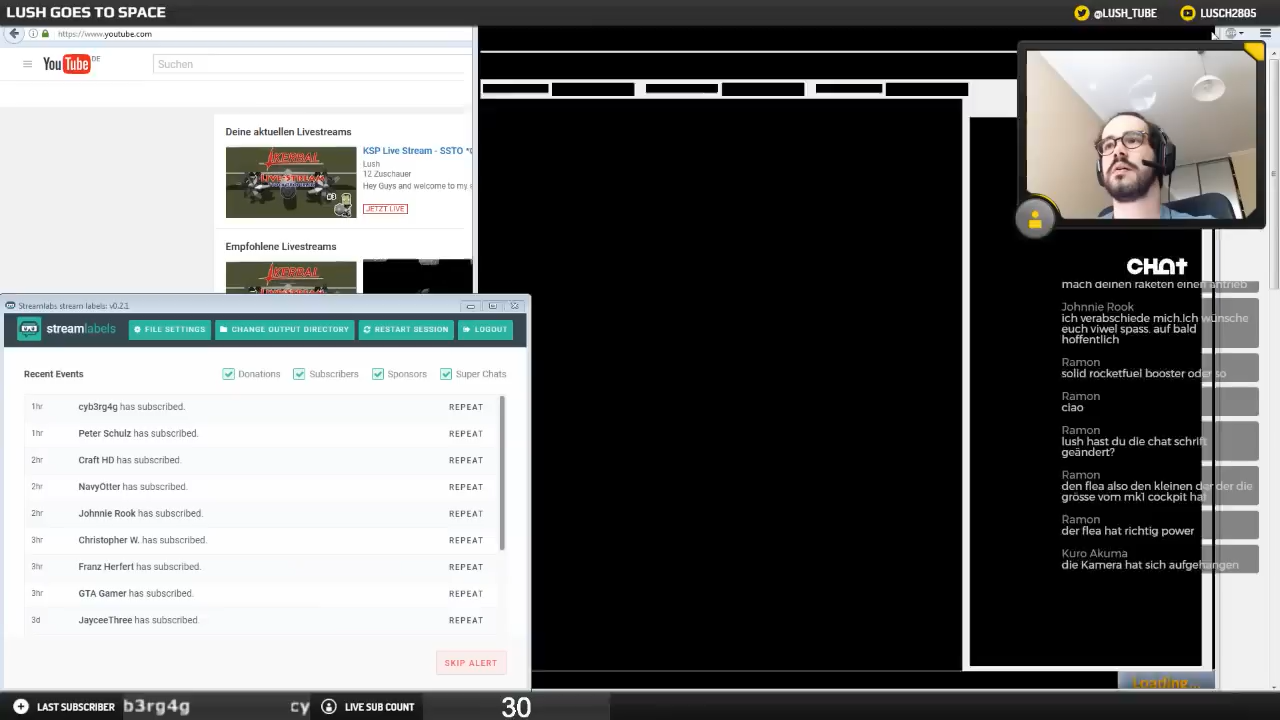 LUSH GOES TO SPACE
@LUSH_TUBE
LUSCH2805
https://www.youtube.com
YouTube DE
Suchen
Deine aktuellen Livestreams
KERBAL
LIVE-STREAM
KSP Live Stream - SSTO
Lush
12 Zuschauer
Hey Guys and welcome to my
JETZT LIVE
Empfohlene Livestreams
KERBAL
Streamlabs stream labels: v0.2.1
streamlabels
FILE SETTINGS
CHANGE OUTPUT DIRECTORY
RESTART SESSION
LOGOUT
Recent Events
Donations
Subscribers
Sponsors
Super Chats
1hr cyb3rg4g has subscribed. REPEAT
1hr Peter Schulz has subscribed. REPEAT
2hr Craft HD has subscribed. REPEAT
2hr NavyOtter has subscribed. REPEAT
2hr Johnnie Rook has subscribed. REPEAT
3hr Christopher W. has subscribed. REPEAT
3hr Franz Herfert has subscribed. REPEAT
3hr GTA Gamer has subscribed. REPEAT
3d JayceeThree has subscribed. REPEAT
SKIP ALERT
CHAT
mach deinen raketen einen antrieb
Johnnie Rook
ich verabschiede mich.Ich wünsche
euch viwel spass. auf bald
hoffentlich
Ramon
solid rocketfuel booster oder so
Ramon
ciao
Ramon
lush hast du die chat schrift
geändert?
Ramon
den flea also den kleinen der der die
grösse vom mk1 cockpit hat
Ramon
der flea hat richtig power
Kuro Akuma
die Kamera hat sich aufgehangen
Loading...
LAST SUBSCRIBER
b3rg4g
cy
LIVE SUB COUNT
30